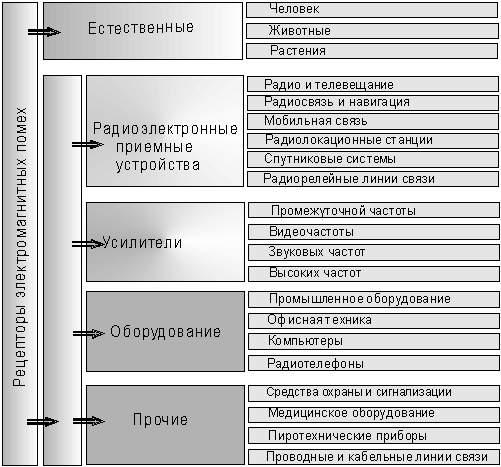 Рецепторы электромагнитных помех
Естественные
Человек
Животные
Растения
Радиоэлектронные
приемные
устройства
Радио и телевещание
Радиосвязь и навигация
Мобильная связь
Радиолокационные станции
Спутниковые системы
Радиорелейные линии связи
Усилители
Промежуточной частоты
Видеочастоты
Звуковых частот
Высоких частот
Оборудование
Промышленное оборудование
Офисная техника
Компьютеры
Радиотелефоны
Прочие
Средства охраны и сигнализации
Медицинское оборудование
Пиротехнические приборы
Проводные и кабельные линии связи